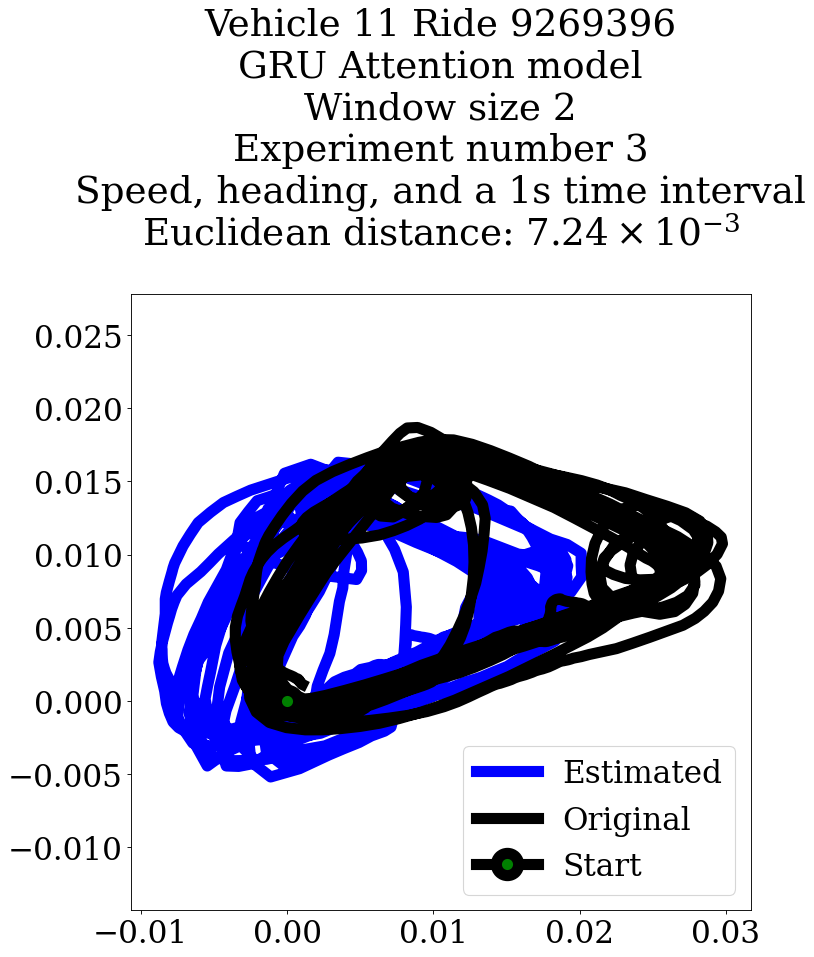 Vehicle 11 Ride 9269396
GRU Attention model
Window size 2
Experiment number 3
Speed, heading, and a 1s time interval
Euclidean distance: 7.24 × 10⁻³
0.025
0.020
0.015
0.010
0.005
0.000
−0.005
−0.010
Estimated
Original
Start
−0.01 0.00 0.01 0.02 0.03